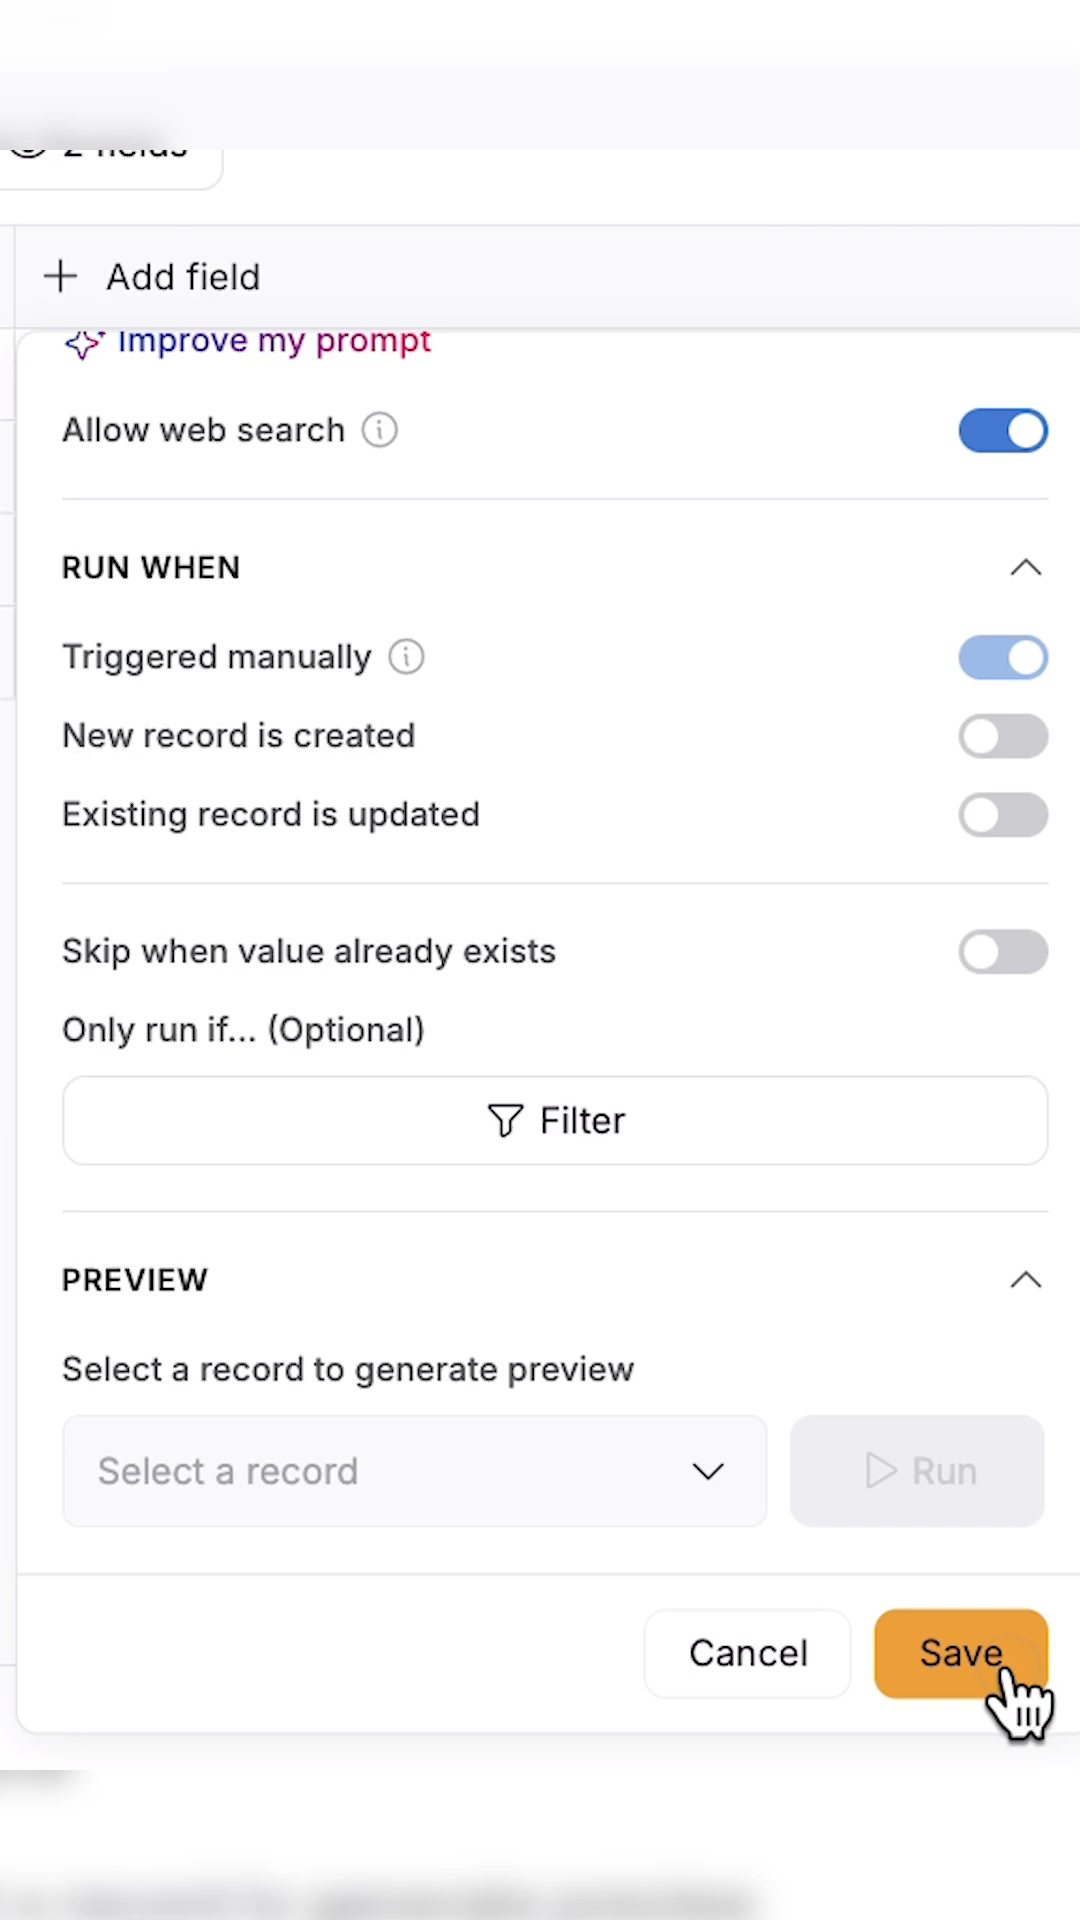 2 fields
Add field
Improve my prompt
Allow web search
RUN WHEN
Triggered manually
New record is created
Existing record is updated
Skip when value already exists
Only run if... (Optional)
Filter
PREVIEW
Select a record to generate preview
Select a record
Run
Cancel
Save